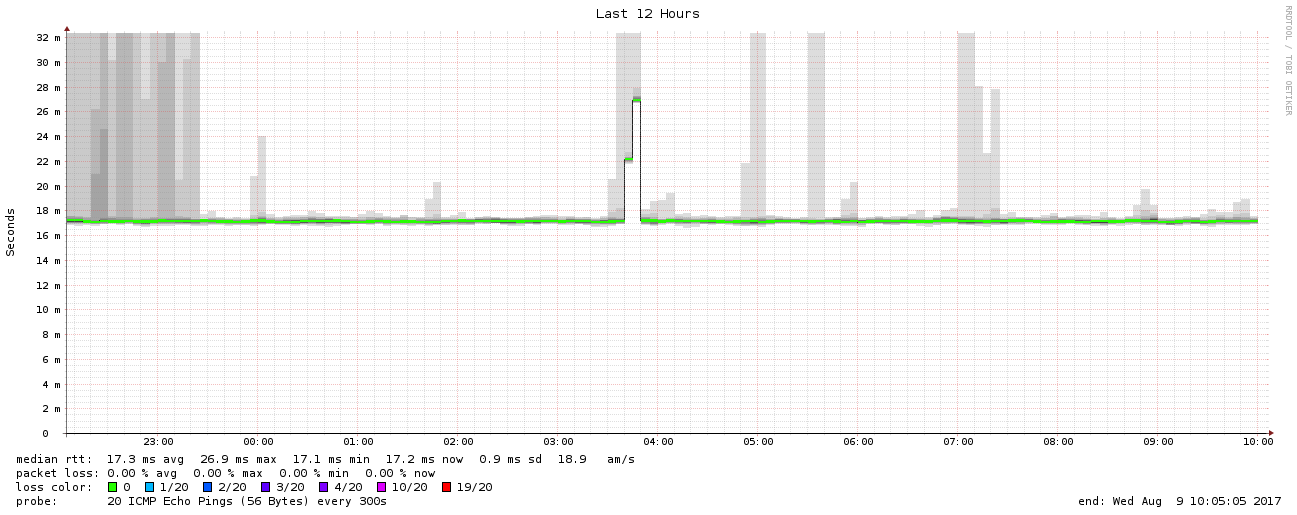 Last 12 Hours
RRDTOOL / TOBI OETIKER
Seconds
32 m
30 m
28 m
26 m
24 m
22 m
20 m
18 m
16 m
14 m
12 m
10 m
8 m
6 m
4 m
2 m
0
23:00 00:00 01:00 02:00 03:00 04:00 05:00 06:00 07:00 08:00 09:00 10:00
median rtt: 17.3 ms avg 26.9 ms max 17.1 ms min 17.2 ms now 0.9 ms sd 18.9 am/s
packet loss: 0.00 % avg 0.00 % max 0.00 % min 0.00 % now
loss color: 0 1/20 2/20 3/20 4/20 10/20 19/20
probe: 20 ICMP Echo Pings (56 Bytes) every 300s end: Wed Aug 9 10:05:05 2017